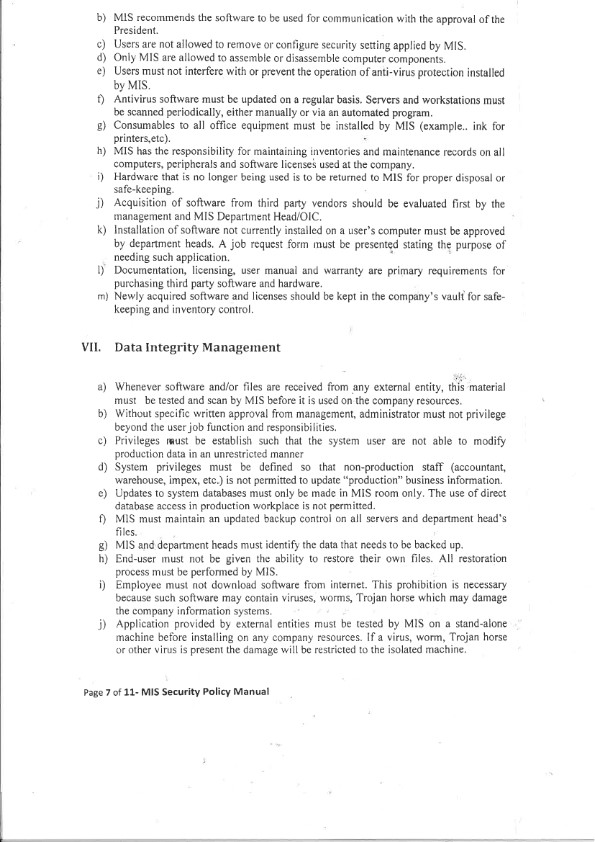 b) MIS recommends the software to be used for communication with the approval of the
President.
c) Users are not allowed to remove or configure security setting applied by MIS.
d) Only MIS are allowed to assemble or disassemble computer components.
e) Users must not interfere with or prevent the operation of anti-virus protection installed
by MIS.
f) Antivirus software must be updated on a regular basis. Servers and workstations must
be scanned periodically, either manually or via an automated program.
g) Consumables to all office equipment must be installed by MIS (example.. ink for
printers,etc).
h) MIS has the responsibility for maintaining inventories and maintenance records on all
computers, peripherals and software licenses used at the company.
i) Hardware that is no longer being used is to be returned to MIS for proper disposal or
safe-keeping.
j) Acquisition of software from third party vendors should be evaluated first by the
management and MIS Department Head/OIC.
k) Installation of software not currently installed on a user's computer must be approved
by department heads. A job request form must be presented stating the purpose of
needing such application.
l) Documentation, licensing, user manual and warranty are primary requirements for
purchasing third party software and hardware.
m) Newly acquired software and licenses should be kept in the company's vault for safe-
keeping and inventory control.
VII. Data Integrity Management
a) Whenever software and/or files are received from any external entity, this material
must be tested and scan by MIS before it is used on the company resources.
b) Without specific written approval from management, administrator must not privilege
beyond the user job function and responsibilities.
c) Privileges must be establish such that the system user are not able to modify
production data in an unrestricted manner
d) System privileges must be defined so that non-production staff (accountant,
warehouse, impex, etc.) is not permitted to update "production" business information.
e) Updates to system databases must only be made in MIS room only. The use of direct
database access in production workplace is not permitted.
f) MIS must maintain an updated backup control on all servers and department head's
files.
g) MIS and department heads must identify the data that needs to be backed up.
h) End-user must not be given the ability to restore their own files. All restoration
process must be performed by MIS.
i) Employee must not download software from internet. This prohibition is necessary
because such software may contain viruses, worms, Trojan horse which may damage
the company information systems.
j) Application provided by external entities must be tested by MIS on a stand-alone
machine before installing on any company resources. If a virus, worm, Trojan horse
or other virus is present the damage will be restricted to the isolated machine.
Page 7 of 11- MIS Security Policy Manual